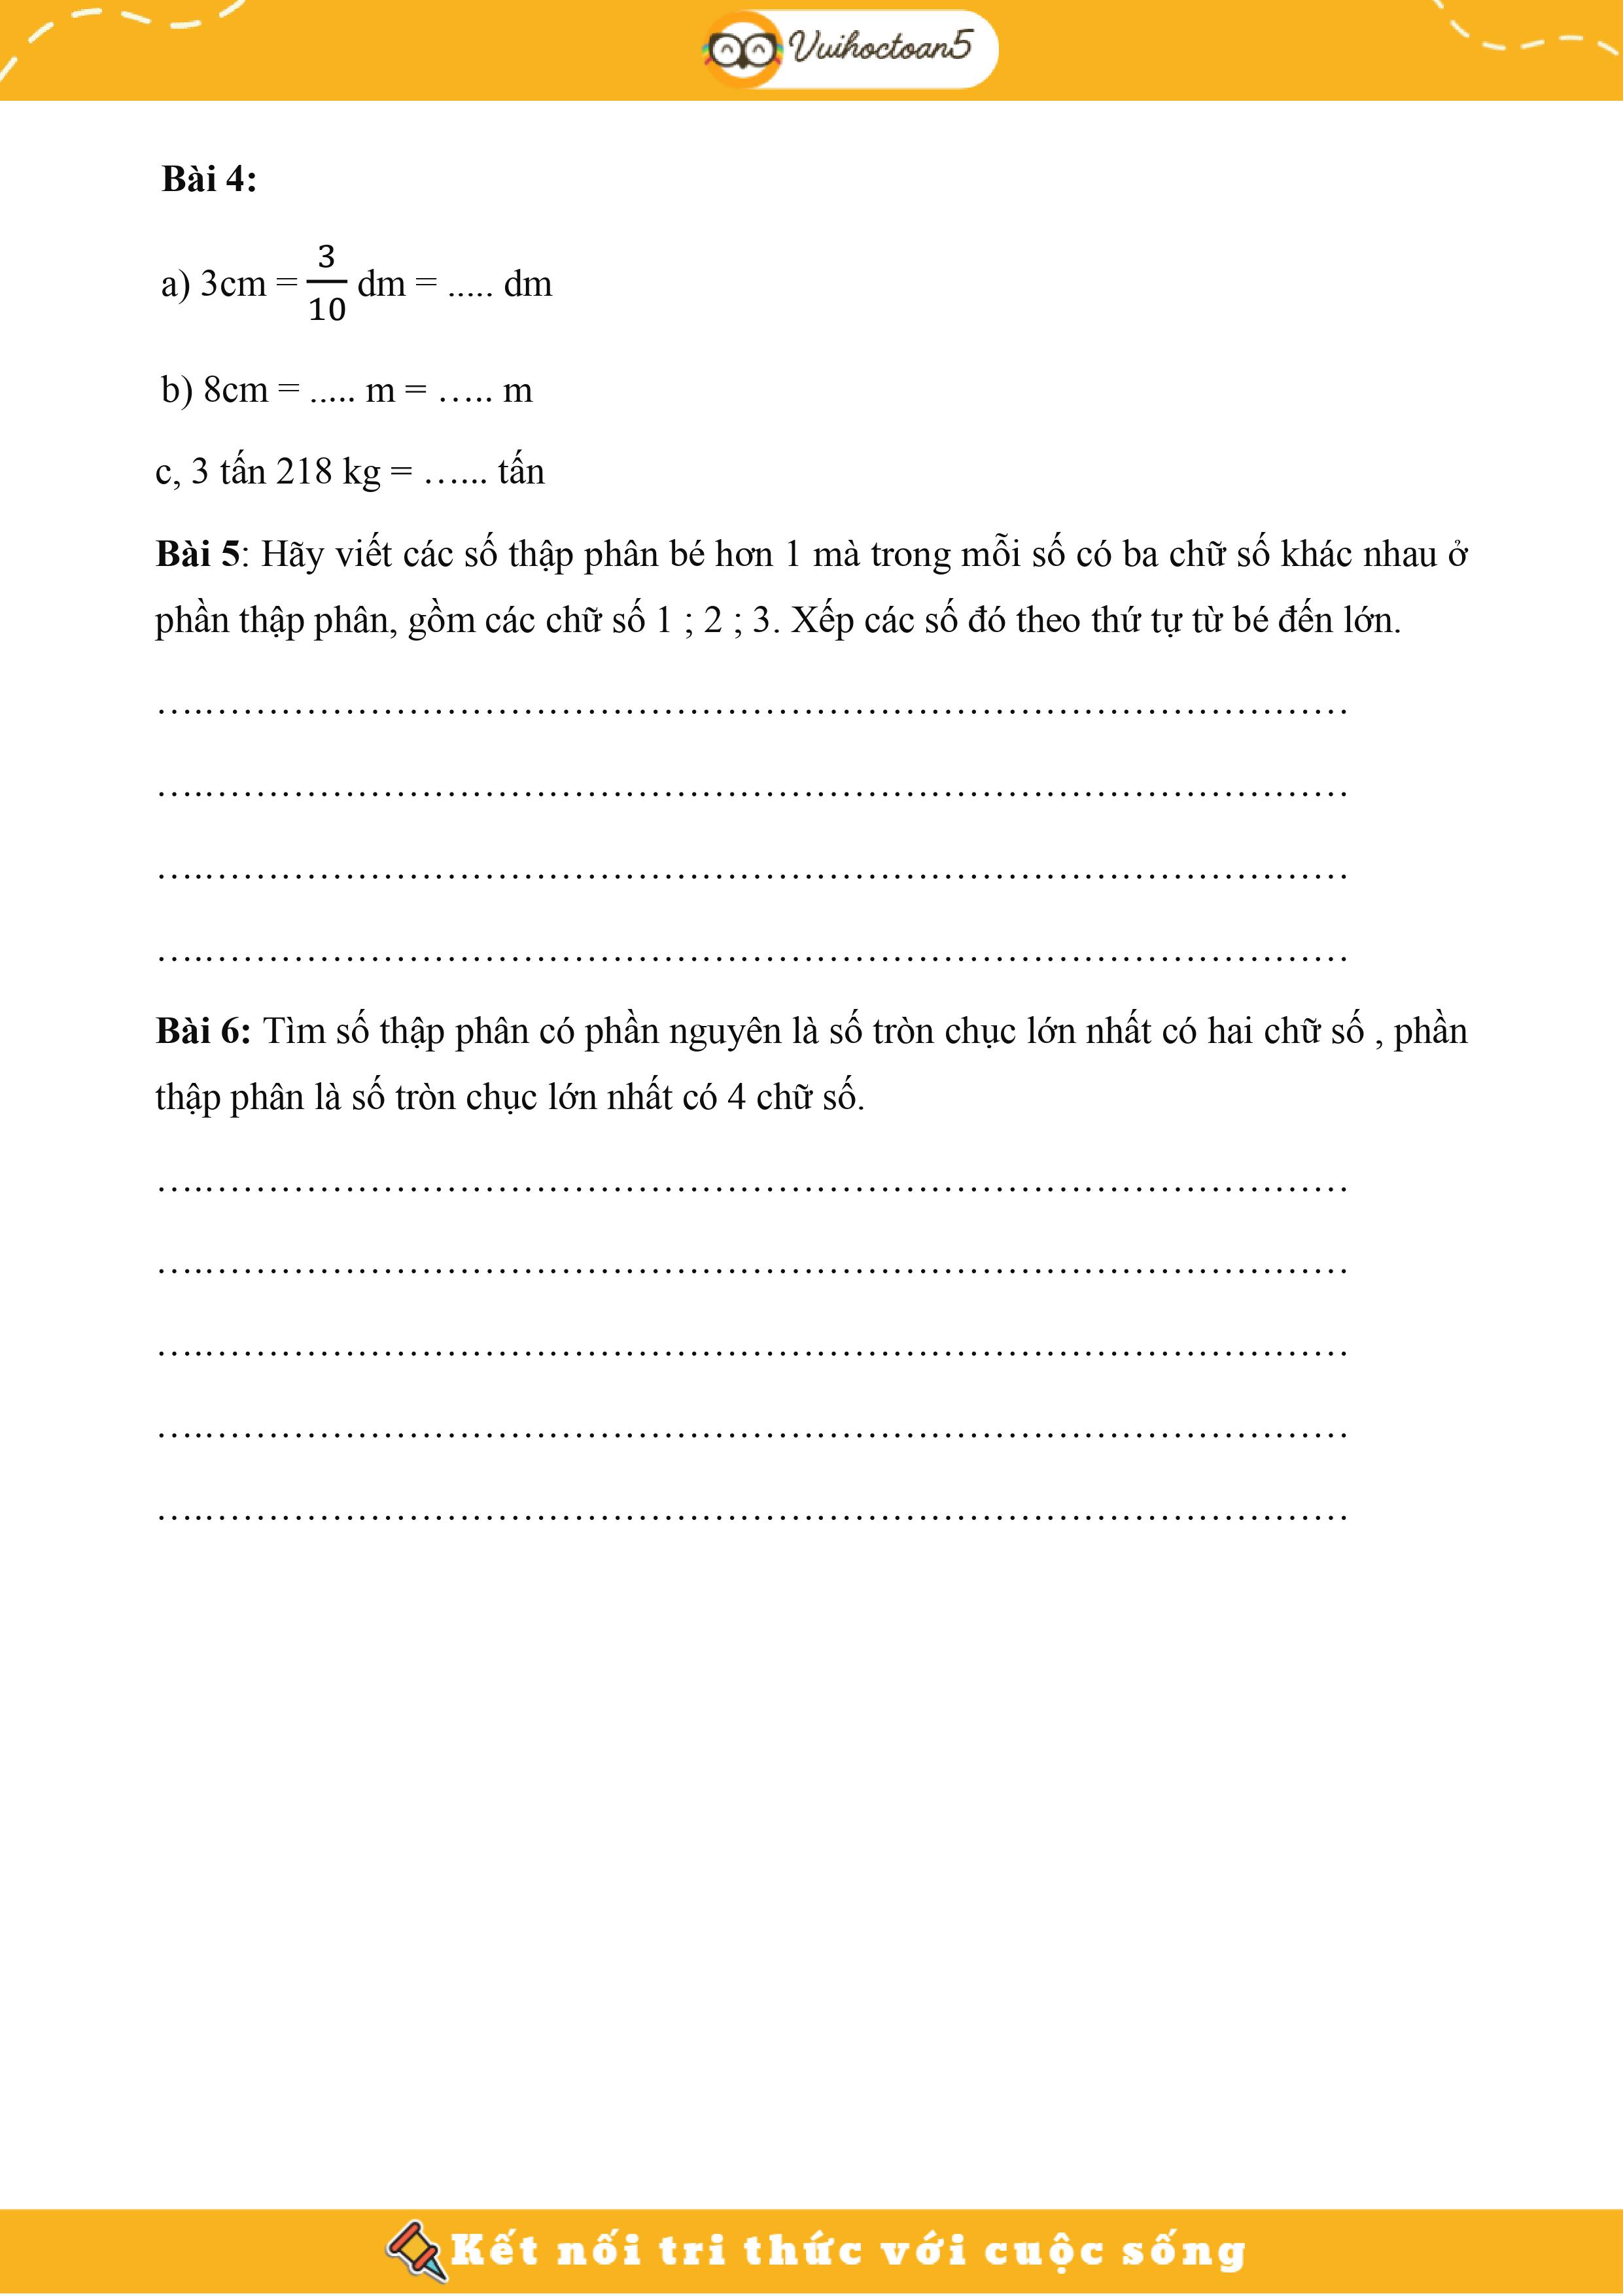 Vuihoctoan5
Bài 4:
a) 3cm = 3/10 dm = ..... dm
b) 8cm = ..... m = ….. m
c, 3 tấn 218 kg = …... tấn
Bài 5: Hãy viết các số thập phân bé hơn 1 mà trong mỗi số có ba chữ số khác nhau ở
phần thập phân, gồm các chữ số 1 ; 2 ; 3. Xếp các số đó theo thứ tự từ bé đến lớn.
………………………………………………………………………………
………………………………………………………………………………
………………………………………………………………………………
………………………………………………………………………………
Bài 6: Tìm số thập phân có phần nguyên là số tròn chục lớn nhất có hai chữ số , phần
thập phân là số tròn chục lớn nhất có 4 chữ số.
………………………………………………………………………………
………………………………………………………………………………
………………………………………………………………………………
………………………………………………………………………………
………………………………………………………………………………
Kết nối tri thức với cuộc sống